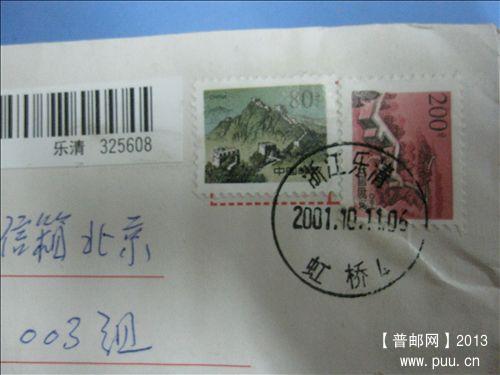 80分
CHINA
中国邮政
200分
乐清 325608
浙江乐清
2001.10.11.06
虹桥4
信箱北京
003组
【普邮网】2013
www.puu.cn